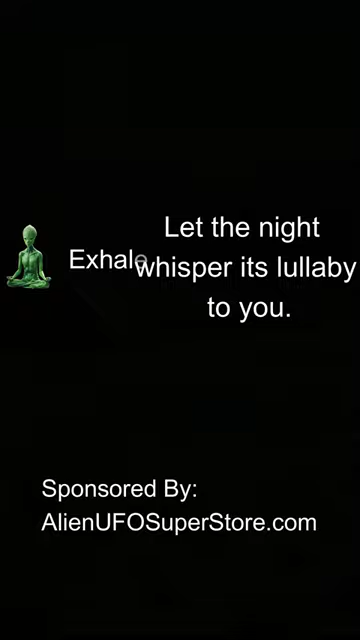 Let the night
Exhale
whisper its lullaby
to you.
Sponsored By:
AlienUFOSuperStore.com